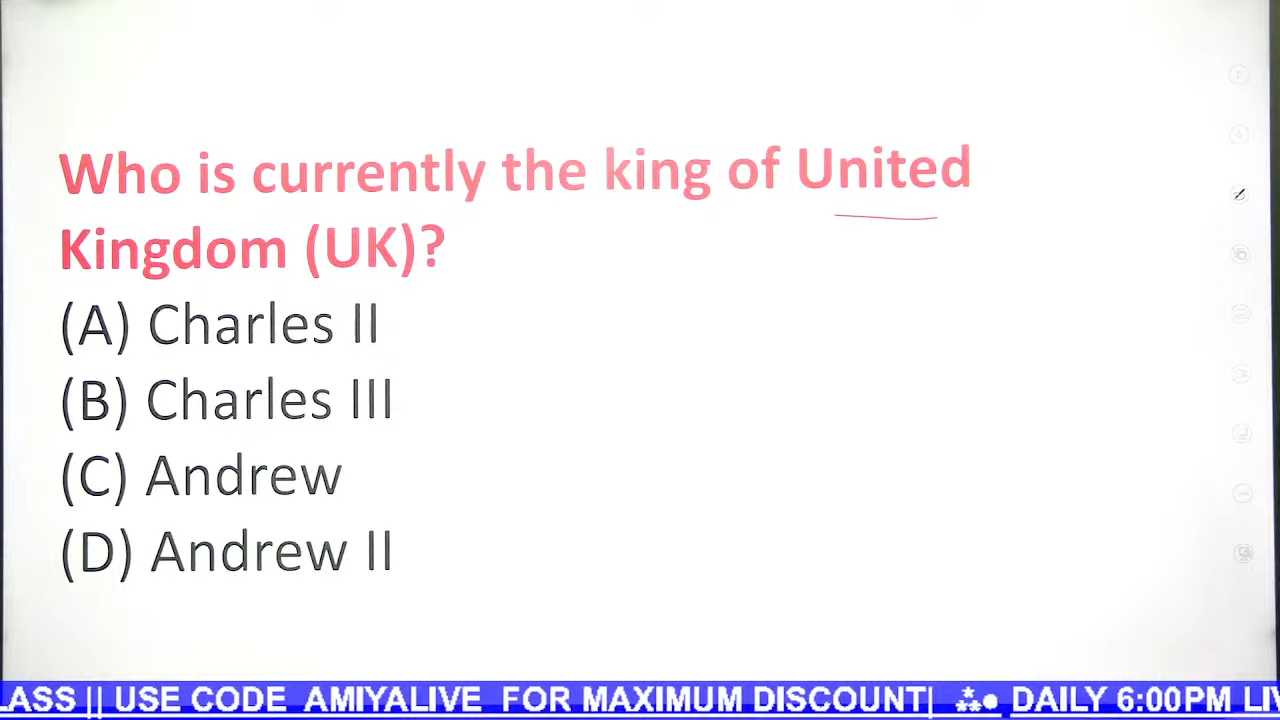 Who is currently the king of United
Kingdom (UK)?
(A) Charles II
(B) Charles III
(C) Andrew
(D) Andrew II
LASS || USE CODE AMIYALIVE FOR MAXIMUM DISCOUNT| DAILY 6:00PM LIV